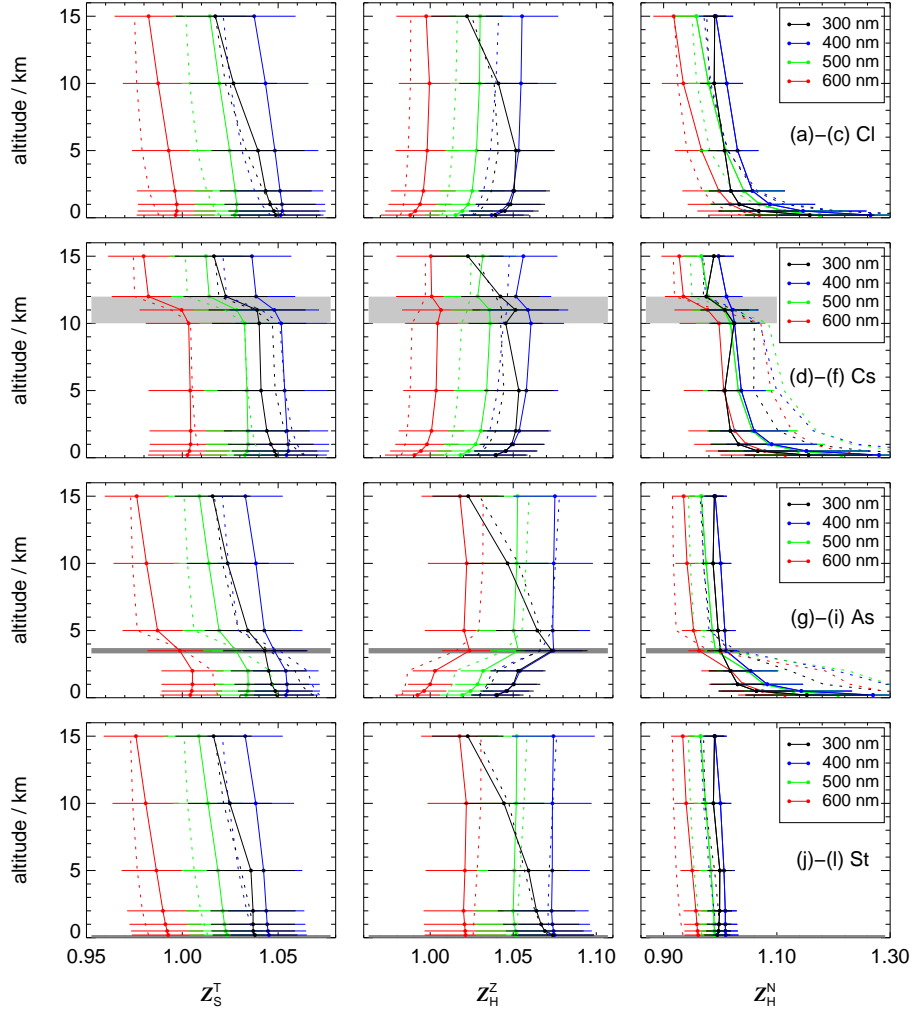 altitude / km
15
10
5
0
300 nm
400 nm
500 nm
600 nm
(a)−(c) Cl
altitude / km
15
10
5
0
300 nm
400 nm
500 nm
600 nm
(d)−(f) Cs
altitude / km
15
10
5
0
300 nm
400 nm
500 nm
600 nm
(g)−(i) As
altitude / km
15
10
5
0
300 nm
400 nm
500 nm
600 nm
(j)−(l) St
0.95 1.00 1.05 1.00 1.05 1.10 0.90 1.00 1.10 1.30
Z_S^T Z_H^Z Z_H^N